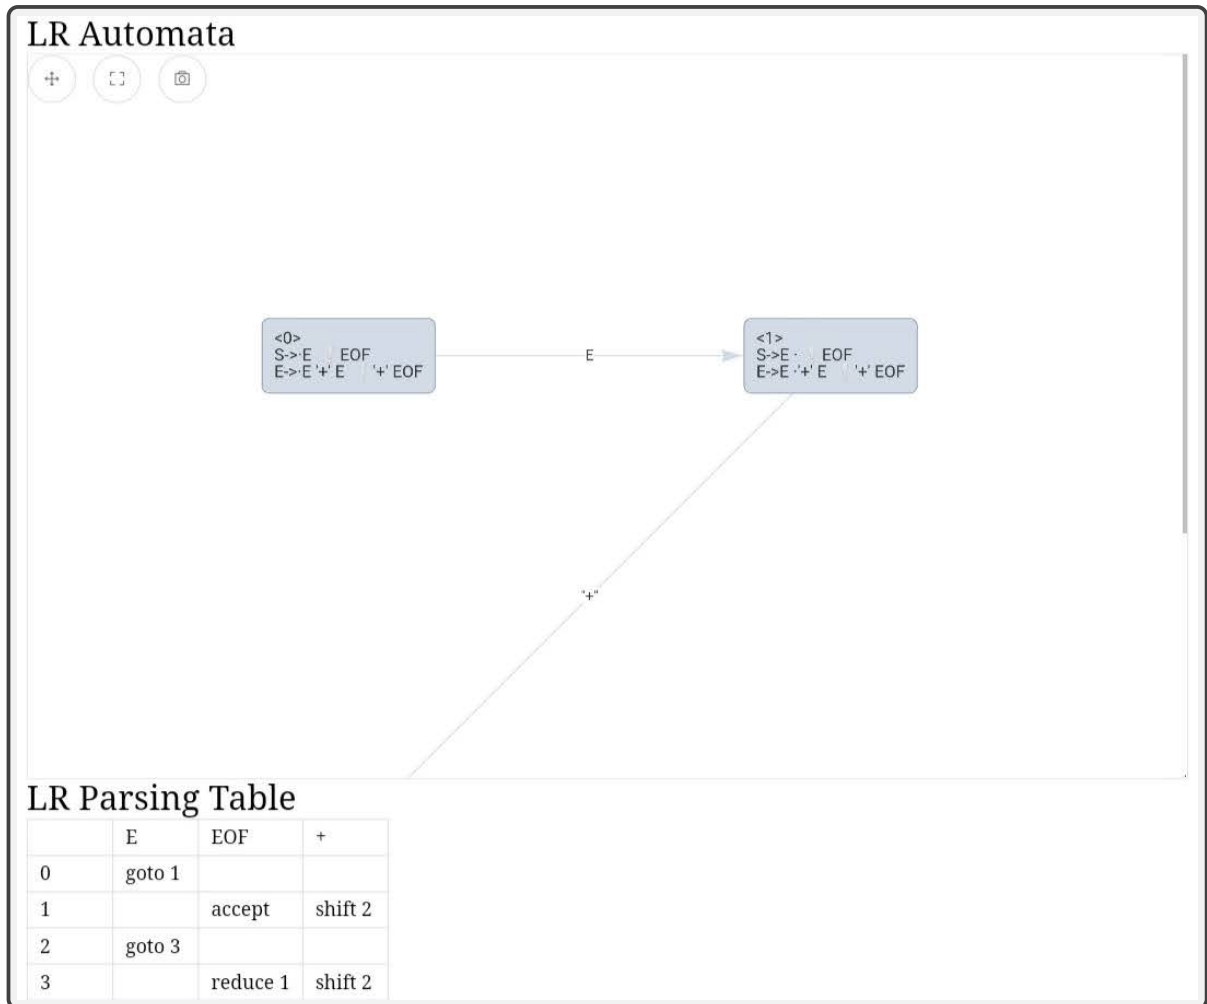 LR Automata
<0>
S->·E EOF
E->·E '+' E '+' EOF
E
<1>
S->E · EOF
E->E ·'+' E '+' EOF
"+"
LR Parsing Table
E EOF +
0 goto 1
1 accept shift 2
2 goto 3
3 reduce 1 shift 2